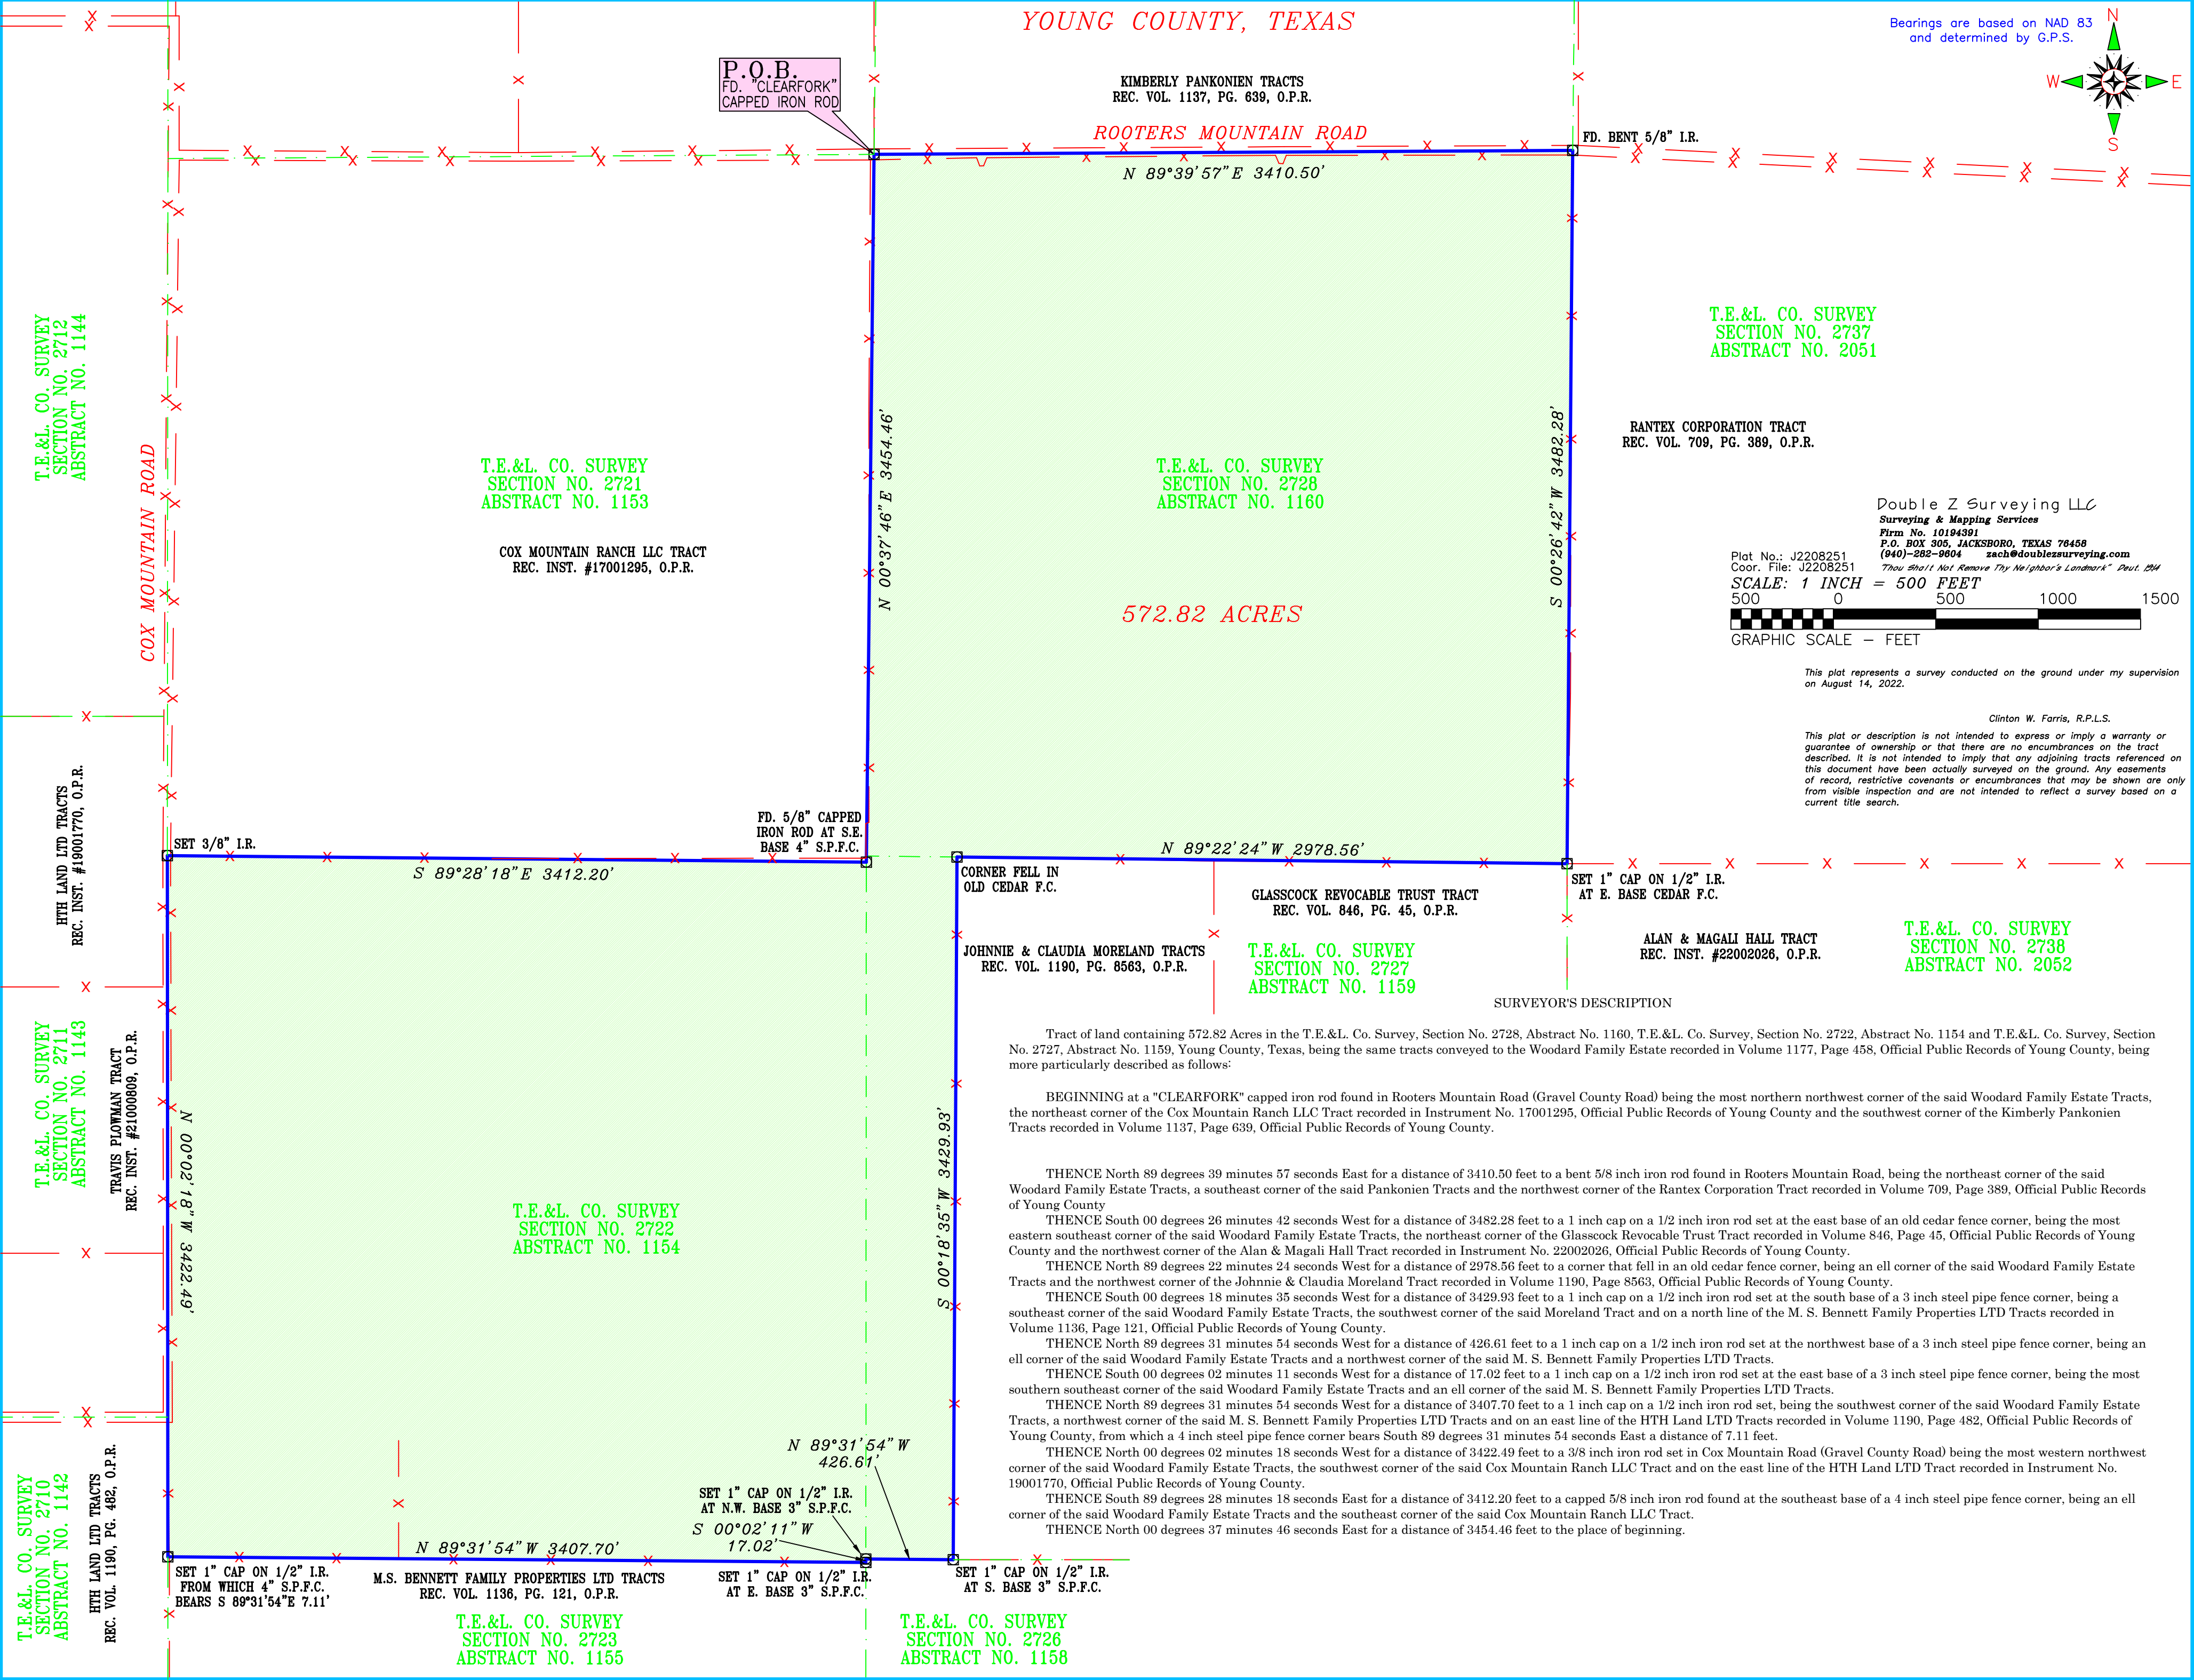 YOUNG COUNTY, TEXAS
Bearings are based on NAD 83
and determined by G.P.S.
N
W
E
S
P.O.B.
FD. "CLEARFORK"
CAPPED IRON ROD
KIMBERLY PANKONIEN TRACTS
REC. VOL. 1137, PG. 639, O.P.R.
ROOTERS MOUNTAIN ROAD
FD. BENT 5/8" I.R.
N 89°39'57"E 3410.50'
T.E.&L. CO. SURVEY
SECTION NO. 2712
ABSTRACT NO. 1144
COX MOUNTAIN ROAD
T.E.&L. CO. SURVEY
SECTION NO. 2721
ABSTRACT NO. 1153
COX MOUNTAIN RANCH LLC TRACT
REC. INST. #17001295, O.P.R.
N 00°37'46"E 3454.46'
T.E.&L. CO. SURVEY
SECTION NO. 2728
ABSTRACT NO. 1160
572.82 ACRES
S 00°26'42"W 3482.28'
T.E.&L. CO. SURVEY
SECTION NO. 2737
ABSTRACT NO. 2051
RANTEX CORPORATION TRACT
REC. VOL. 709, PG. 389, O.P.R.
Double Z Surveying LLC
Surveying & Mapping Services
Firm No. 10194391
P.O. BOX 305, JACKSBORO, TEXAS 76458
(940)-282-9604 zach@doublezsurveying.com
"Thou Shalt Not Remove Thy Neighbor's Landmark" Deut. 19:14
Plat No.: J2208251
Coor. File: J2208251
SCALE: 1 INCH = 500 FEET
500 0 500 1000 1500
GRAPHIC SCALE - FEET
This plat represents a survey conducted on the ground under my supervision
on August 14, 2022.
Clinton W. Farris, R.P.L.S.
This plat or description is not intended to express or imply a warranty or
guarantee of ownership or that there are no encumbrances on the tract
described. It is not intended to imply that any adjoining tracts referenced on
this document have been actually surveyed on the ground. Any easements
of record, restrictive covenants or encumbrances that may be shown are only
from visible inspection and are not intended to reflect a survey based on a
current title search.
HTH LAND LTD TRACTS
REC. INST. #19001770, O.P.R.
SET 3/8" I.R.
FD. 5/8" CAPPED
IRON ROD AT S.E.
BASE 4" S.P.F.C.
S 89°28'18"E 3412.20'
N 89°22'24"W 2978.56'
CORNER FELL IN
OLD CEDAR F.C.
GLASSCOCK REVOCABLE TRUST TRACT
REC. VOL. 846, PG. 45, O.P.R.
SET 1" CAP ON 1/2" I.R.
AT E. BASE CEDAR F.C.
JOHNNIE & CLAUDIA MORELAND TRACTS
REC. VOL. 1190, PG. 8563, O.P.R.
T.E.&L. CO. SURVEY
SECTION NO. 2727
ABSTRACT NO. 1159
ALAN & MAGALI HALL TRACT
REC. INST. #22002026, O.P.R.
T.E.&L. CO. SURVEY
SECTION NO. 2738
ABSTRACT NO. 2052
T.E.&L. CO. SURVEY
SECTION NO. 2711
ABSTRACT NO. 1143
TRAVIS PLOWMAN TRACT
REC. INST. #21000809, O.P.R.
N 00°02'18"W 3422.49'
T.E.&L. CO. SURVEY
SECTION NO. 2722
ABSTRACT NO. 1154
S 00°18'35"W 3429.93'
SURVEYOR'S DESCRIPTION
Tract of land containing 572.82 Acres in the T.E.&L. Co. Survey, Section No. 2728, Abstract No. 1160, T.E.&L. Co. Survey, Section No. 2722, Abstract No. 1154 and T.E.&L. Co. Survey, Section
No. 2727, Abstract No. 1159, Young County, Texas, being the same tracts conveyed to the Woodard Family Estate recorded in Volume 1177, Page 458, Official Public Records of Young County, being
more particularly described as follows:
BEGINNING at a "CLEARFORK" capped iron rod found in Rooters Mountain Road (Gravel County Road) being the most northern northwest corner of the said Woodard Family Estate Tracts,
the northeast corner of the Cox Mountain Ranch LLC Tract recorded in Instrument No. 17001295, Official Public Records of Young County and the southwest corner of the Kimberly Pankonien
Tracts recorded in Volume 1137, Page 639, Official Public Records of Young County.
THENCE North 89 degrees 39 minutes 57 seconds East for a distance of 3410.50 feet to a bent 5/8 inch iron rod found in Rooters Mountain Road, being the northeast corner of the said
Woodard Family Estate Tracts, a southeast corner of the said Pankonien Tracts and the northwest corner of the Rantex Corporation Tract recorded in Volume 709, Page 389, Official Public Records
of Young County
THENCE South 00 degrees 26 minutes 42 seconds West for a distance of 3482.28 feet to a 1 inch cap on a 1/2 inch iron rod set at the east base of an old cedar fence corner, being the most
eastern southeast corner of the said Woodard Family Estate Tracts, the northeast corner of the Glasscock Revocable Trust Tract recorded in Volume 846, Page 45, Official Public Records of Young
County and the northwest corner of the Alan & Magali Hall Tract recorded in Instrument No. 22002026, Official Public Records of Young County.
THENCE North 89 degrees 22 minutes 24 seconds West for a distance of 2978.56 feet to a corner that fell in an old cedar fence corner, being an ell corner of the said Woodard Family Estate
Tracts and the northwest corner of the Johnnie & Claudia Moreland Tract recorded in Volume 1190, Page 8563, Official Public Records of Young County.
THENCE South 00 degrees 18 minutes 35 seconds West for a distance of 3429.93 feet to a 1 inch cap on a 1/2 inch iron rod set at the south base of a 3 inch steel pipe fence corner, being a
southeast corner of the said Woodard Family Estate Tracts, the southwest corner of the said Moreland Tract and on a north line of the M. S. Bennett Family Properties LTD Tracts recorded in
Volume 1136, Page 121, Official Public Records of Young County.
THENCE North 89 degrees 31 minutes 54 seconds West for a distance of 426.61 feet to a 1 inch cap on a 1/2 inch iron rod set at the northwest base of a 3 inch steel pipe fence corner, being an
ell corner of the said Woodard Family Estate Tracts and a northwest corner of the said M. S. Bennett Family Properties LTD Tracts.
THENCE South 00 degrees 02 minutes 11 seconds West for a distance of 17.02 feet to a 1 inch cap on a 1/2 inch iron rod set at the east base of a 3 inch steel pipe fence corner, being the most
southern southeast corner of the said Woodard Family Estate Tracts and an ell corner of the said M. S. Bennett Family Properties LTD Tracts.
THENCE North 89 degrees 31 minutes 54 seconds West for a distance of 3407.70 feet to a 1 inch cap on a 1/2 inch iron rod set, being the southwest corner of the said Woodard Family Estate
Tracts, a northwest corner of the said M. S. Bennett Family Properties LTD Tracts and on an east line of the HTH Land LTD Tracts recorded in Volume 1190, Page 482, Official Public Records of
Young County, from which a 4 inch steel pipe fence corner bears South 89 degrees 31 minutes 54 seconds East a distance of 7.11 feet.
THENCE North 00 degrees 02 minutes 18 seconds West for a distance of 3422.49 feet to a 3/8 inch iron rod set in Cox Mountain Road (Gravel County Road) being the most western northwest
corner of the said Woodard Family Estate Tracts, the southwest corner of the said Cox Mountain Ranch LLC Tract and on the east line of the HTH Land LTD Tract recorded in Instrument No.
19001770, Official Public Records of Young County.
THENCE South 89 degrees 28 minutes 18 seconds East for a distance of 3412.20 feet to a capped 5/8 inch iron rod found at the southeast base of a 4 inch steel pipe fence corner, being an ell
corner of the said Woodard Family Estate Tracts and the southeast corner of the said Cox Mountain Ranch LLC Tract.
THENCE North 00 degrees 37 minutes 46 seconds East for a distance of 3454.46 feet to the place of beginning.
N 89°31'54"W
426.61'
SET 1" CAP ON 1/2" I.R.
AT N.W. BASE 3" S.P.F.C.
S 00°02'11"W
17.02'
N 89°31'54"W 3407.70'
T.E.&L. CO. SURVEY
SECTION NO. 2710
ABSTRACT NO. 1142
HTH LAND LTD TRACTS
REC. VOL. 1190, PG. 482, O.P.R.
SET 1" CAP ON 1/2" I.R.
FROM WHICH 4" S.P.F.C.
BEARS S 89°31'54"E 7.11'
M.S. BENNETT FAMILY PROPERTIES LTD TRACTS
REC. VOL. 1136, PG. 121, O.P.R.
SET 1" CAP ON 1/2" I.R.
AT E. BASE 3" S.P.F.C.
SET 1" CAP ON 1/2" I.R.
AT S. BASE 3" S.P.F.C.
T.E.&L. CO. SURVEY
SECTION NO. 2723
ABSTRACT NO. 1155
T.E.&L. CO. SURVEY
SECTION NO. 2726
ABSTRACT NO. 1158